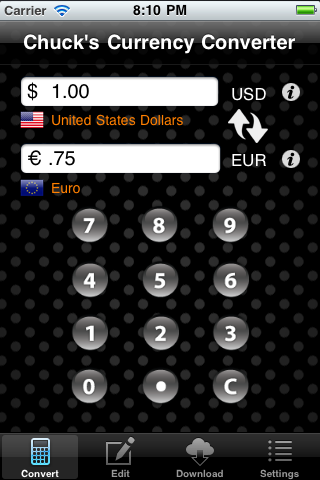 Carrier 8:10 PM
Chuck's Currency Converter
$ 1.00 USD i
United States Dollars
€ .75 EUR i
Euro
7 8 9
4 5 6
1 2 3
0 • C
Convert Edit Download Settings